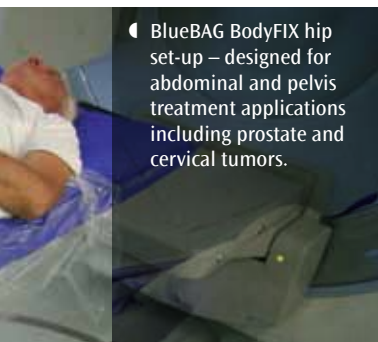 BlueBAG BodyFIX hip
set-up – designed for
abdominal and pelvis
treatment applications
including prostate and
cervical tumors.